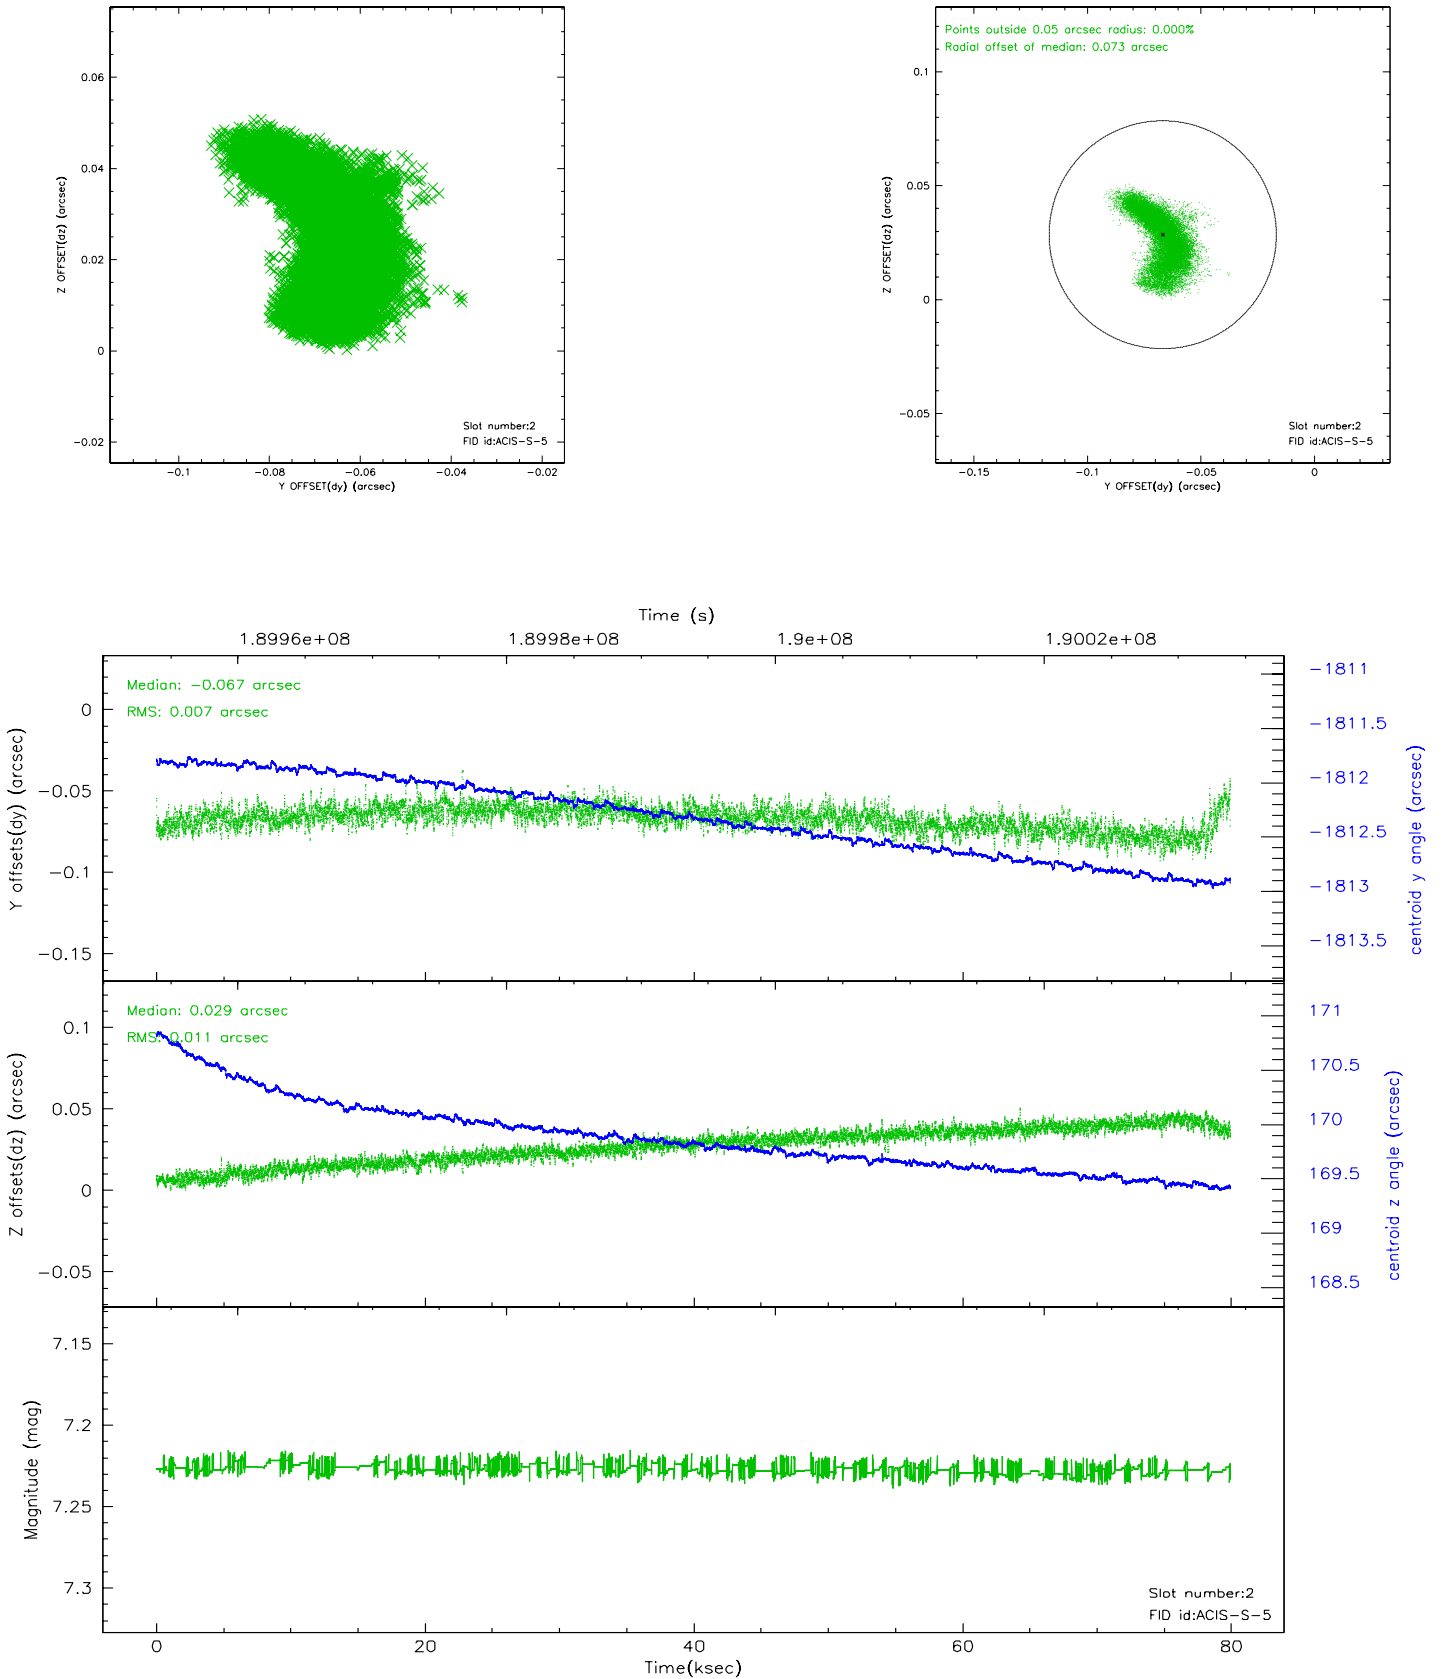 0.06
0.04
0.02
0
−0.02
Z OFFSET(dz) (arcsec)
Slot number:2
FID id:ACIS−S−5
−0.1
−0.08
−0.06
−0.04
−0.02
Y OFFSET(dy) (arcsec)
Points outside 0.05 arcsec radius: 0.000%
Radial offset of median: 0.073 arcsec
0.1
0.05
0
−0.05
Z OFFSET(dz) (arcsec)
Slot number:2
FID id:ACIS−S−5
−0.15
−0.1
−0.05
0
Y OFFSET(dy) (arcsec)
Time (s)
1.8996e+08
1.8998e+08
1.9e+08
1.9002e+08
Median: −0.067 arcsec
RMS: 0.007 arcsec
0
−0.05
−0.1
−0.15
Y offsets(dy) (arcsec)
−1811
−1811.5
−1812
−1812.5
−1813
−1813.5
centroid y angle (arcsec)
Median: 0.029 arcsec
RMS: 0.011 arcsec
0.1
0.05
0
−0.05
Z offsets(dz) (arcsec)
171
170.5
170
169.5
169
168.5
centroid z angle (arcsec)
7.15
7.2
7.25
7.3
Magnitude (mag)
Slot number:2
FID id:ACIS−S−5
0
20
40
60
80
Time(ksec)